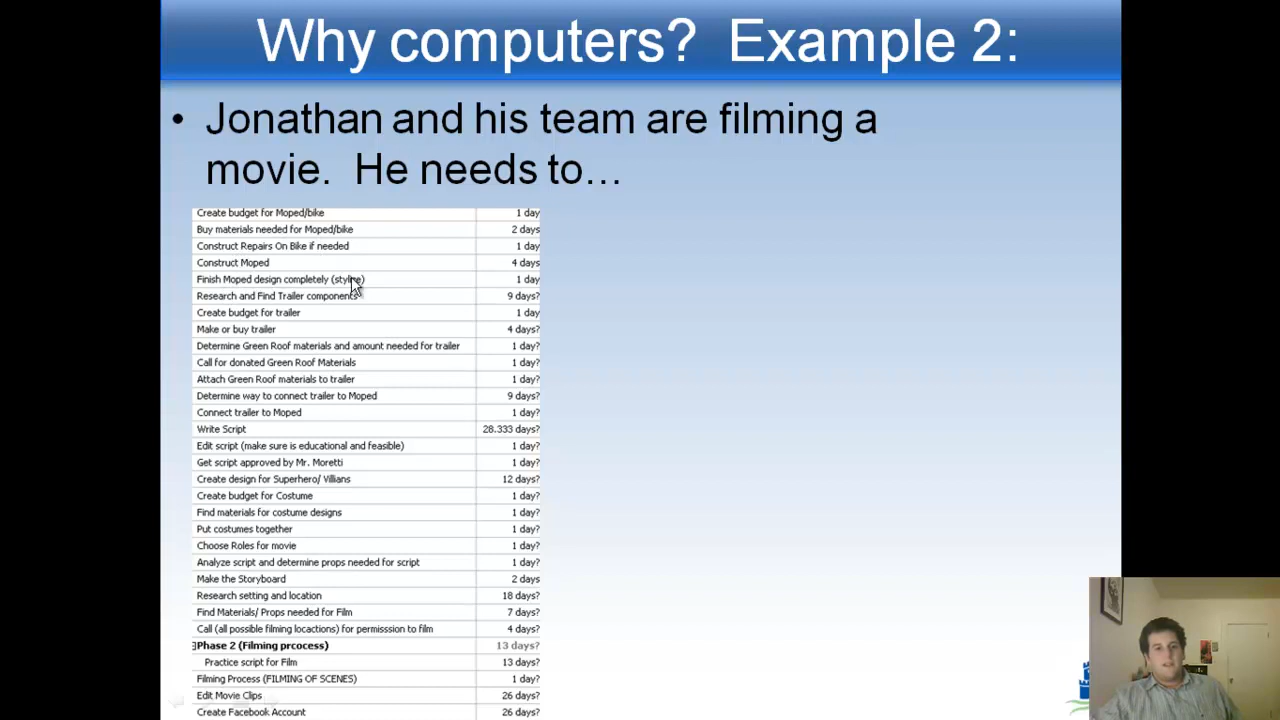 Why computers? Example 2:
• Jonathan and his team are filming a
movie. He needs to…
Create budget for Moped/bike 1 day
Buy materials needed for Moped/bike 2 days
Construct Repairs On Bike if needed 1 day
Construct Moped 4 days
Finish Moped design completely (style) 1 day
Research and Find Trailer components 9 days?
Create budget for trailer 1 day
Make or buy trailer 4 days?
Determine Green Roof materials and amount needed for trailer 1 day?
Call for donated Green Roof Materials 1 day?
Attach Green Roof materials to trailer 1 day?
Determine way to connect trailer to Moped 9 days?
Connect trailer to Moped 1 day?
Write Script 28.333 days?
Edit script (make sure is educational and feasible) 1 day?
Get script approved by Mr. Moretti 1 day?
Create design for Superhero/ Villians 12 days?
Create budget for Costume 1 day?
Find materials for costume designs 1 day?
Put costumes together 1 day?
Choose Roles for movie 1 day?
Analyze script and determine props needed for script 1 day?
Make the Storyboard 2 days
Research setting and location 18 days?
Find Materials/ Props needed for Film 7 days?
Call (all possible filming locactions) for permisssion to film 4 days?
Phase 2 (Filming prcocess) 13 days?
Practice script for Film 13 days?
Filming Process (FILMING OF SCENES) 1 day?
Edit Movie Clips 26 days?
Create Facebook Account 26 days?